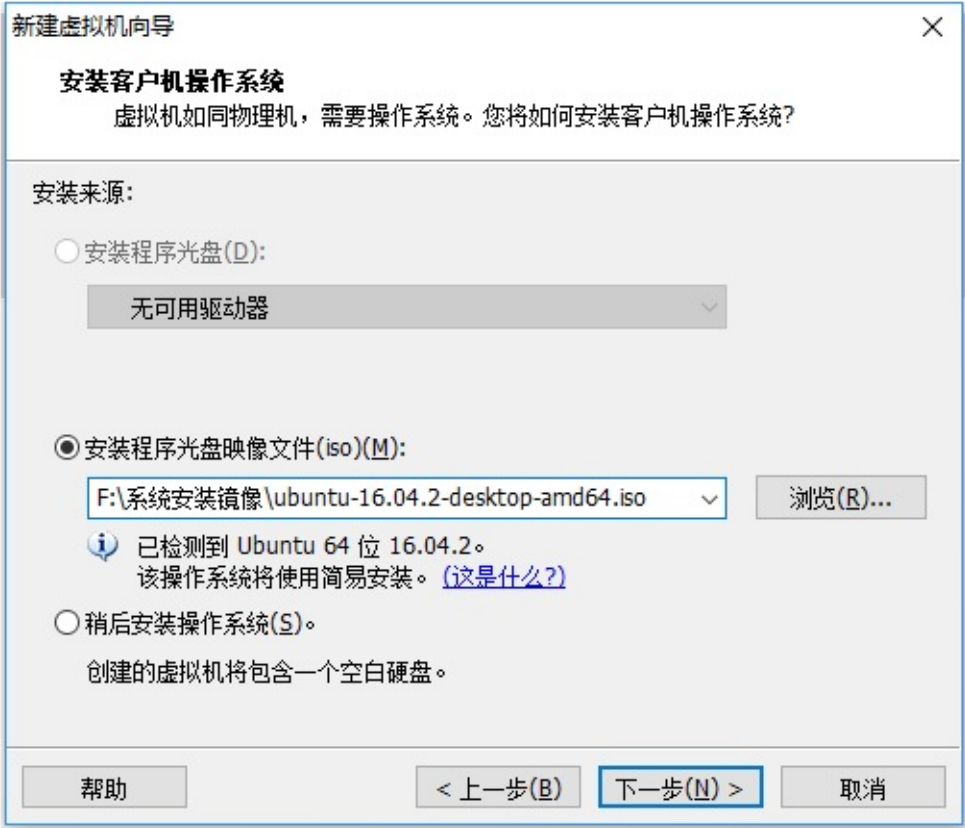 新建虚拟机向导
安装客户机操作系统
虚拟机如同物理机，需要操作系统。您将如何安装客户机操作系统?
安装来源:
安装程序光盘(D):
无可用驱动器
安装程序光盘映像文件(iso)(M):
F:\系统安装镜像\ubuntu-16.04.2-desktop-amd64.iso
浏览(R)...
已检测到 Ubuntu 64 位 16.04.2。
该操作系统将使用简易安装。(这是什么?)
稍后安装操作系统(S)。
创建的虚拟机将包含一个空白硬盘。
帮助
< 上一步(B)
下一步(N) >
取消